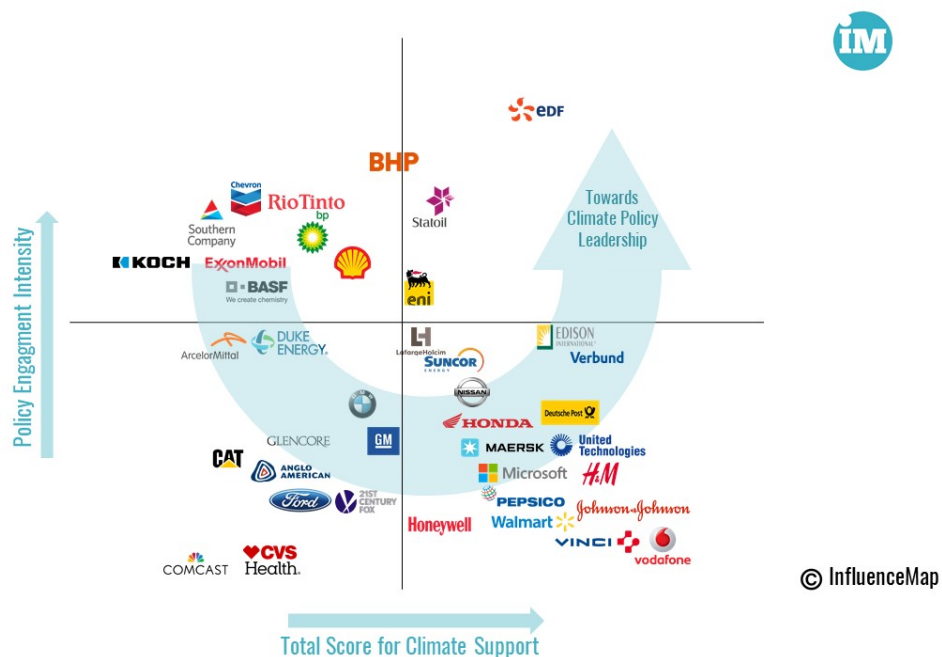 iM
eDF
BHP
Chevron
RioTinto
Statoil
Southern
Company
bp
KOCH
ExxonMobil
BASF
We create chemistry
eni
Towards
Climate Policy
Leadership
Policy Engagment Intensity
ArcelorMittal
DUKE
ENERGY®
LH
LafargeHolcim
SUNCOR
ENERGY
EDISON
INTERNATIONAL®
Verbund
BMW
NISSAN
HONDA
Deutsche Post
GLENCORE
GM
MAERSK
United
Technologies
CAT
ANGLO
AMERICAN
Microsoft
H&M
Ford
21ST
CENTURY
FOX
PEPSICO
Johnson&Johnson
Honeywell
Walmart
VINCI
vodafone
COMCAST
CVS
Health®
© InfluenceMap
Total Score for Climate Support